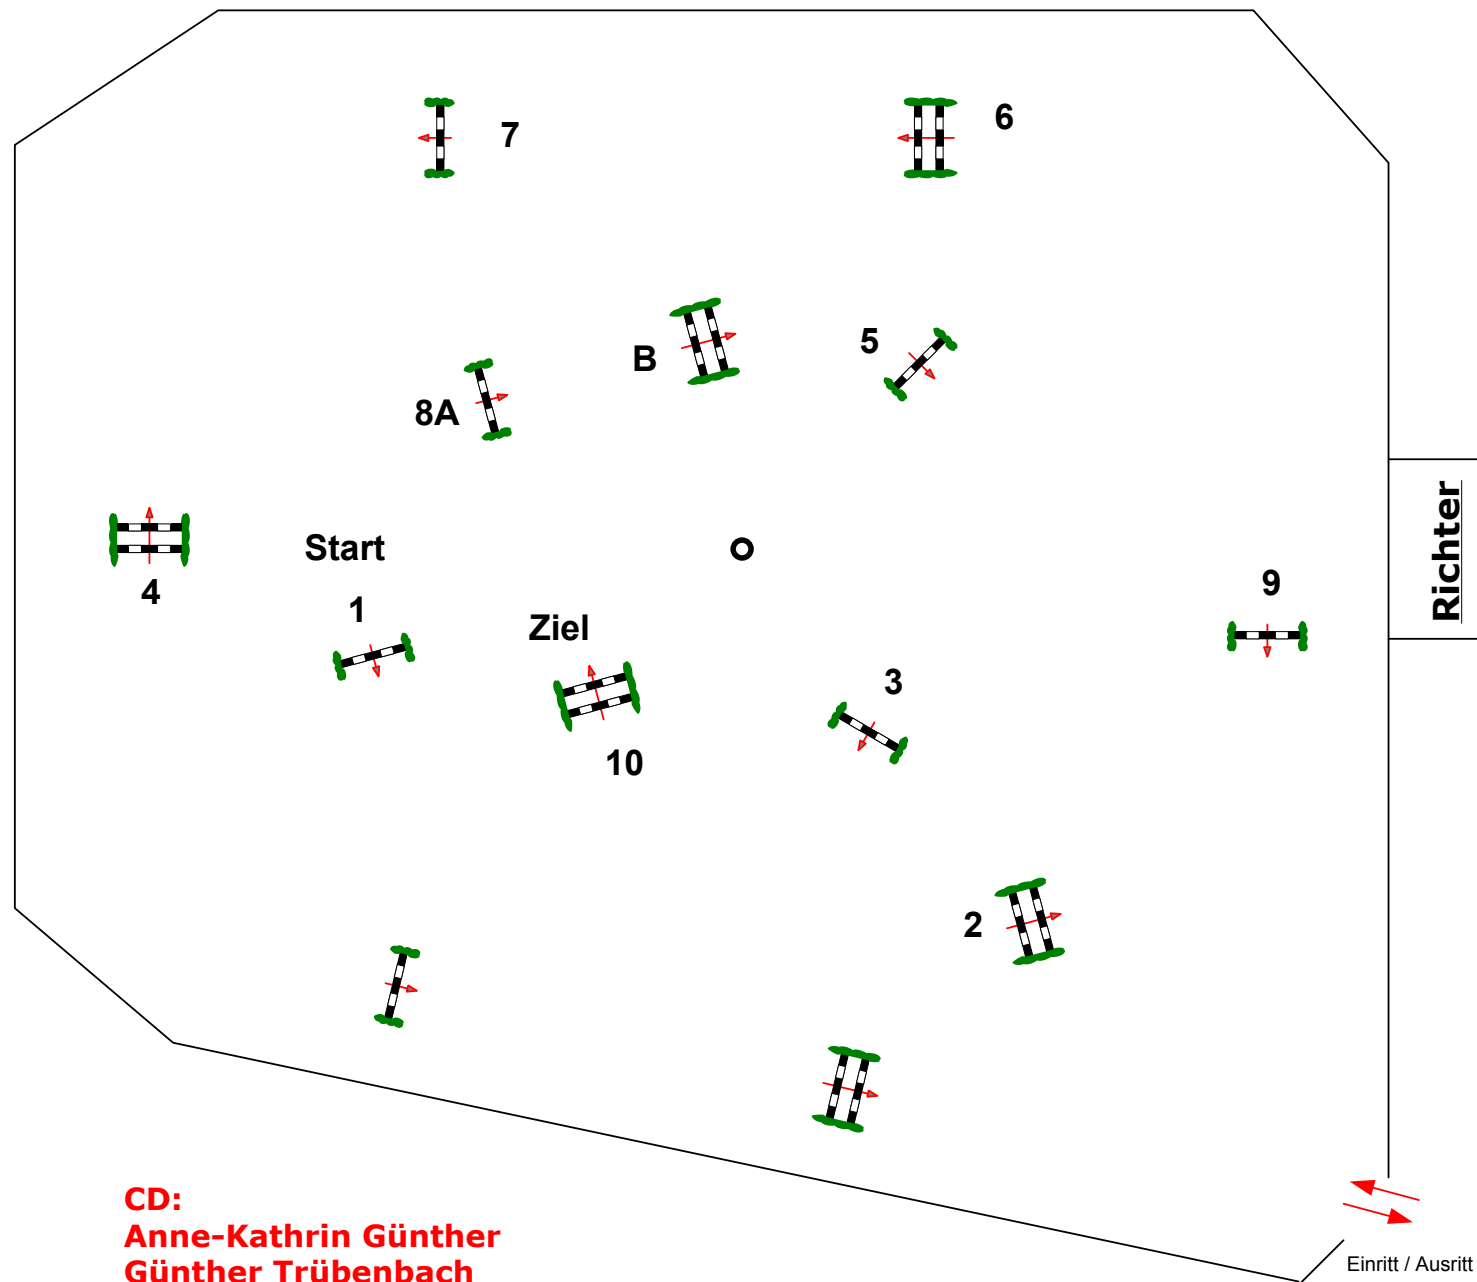 7
6
B
5
8A
Start
4
1
Ziel
10
3
9
Richter
2
CD:
Anne-Kathrin Günther
Günther Trübenbach
Einritt / Ausritt